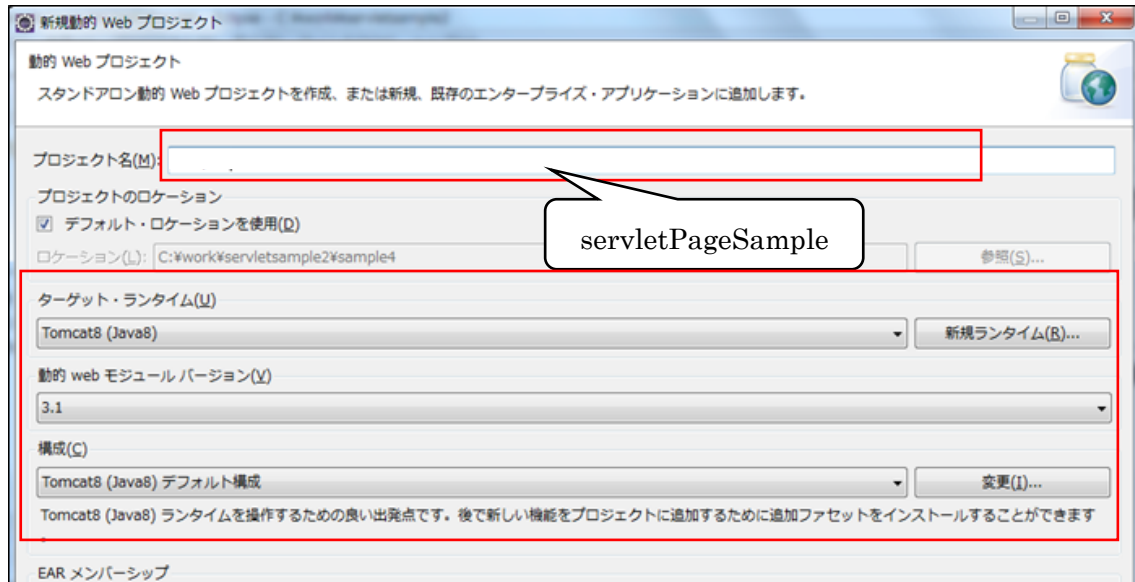 新規動的 Web プロジェクト
動的 Web プロジェクト
スタンドアロン動的 Web プロジェクトを作成、または新規、既存のエンタープライズ・アプリケーションに追加します。
プロジェクト名(M):
servletPageSample
プロジェクトのロケーション
デフォルト・ロケーションを使用(D)
ロケーション(L): C:¥work¥servletsample2¥sample4 参照(S)...
ターゲット・ランタイム(U)
Tomcat8 (Java8) 新規ランタイム(R)...
動的 web モジュール バージョン(V)
3.1
構成(C)
Tomcat8 (Java8) デフォルト構成 変更(I)...
Tomcat8 (Java8) ランタイムを操作するための良い出発点です。後で新しい機能をプロジェクトに追加するために追加ファセットをインストールすることができます
。
EAR メンバーシップ